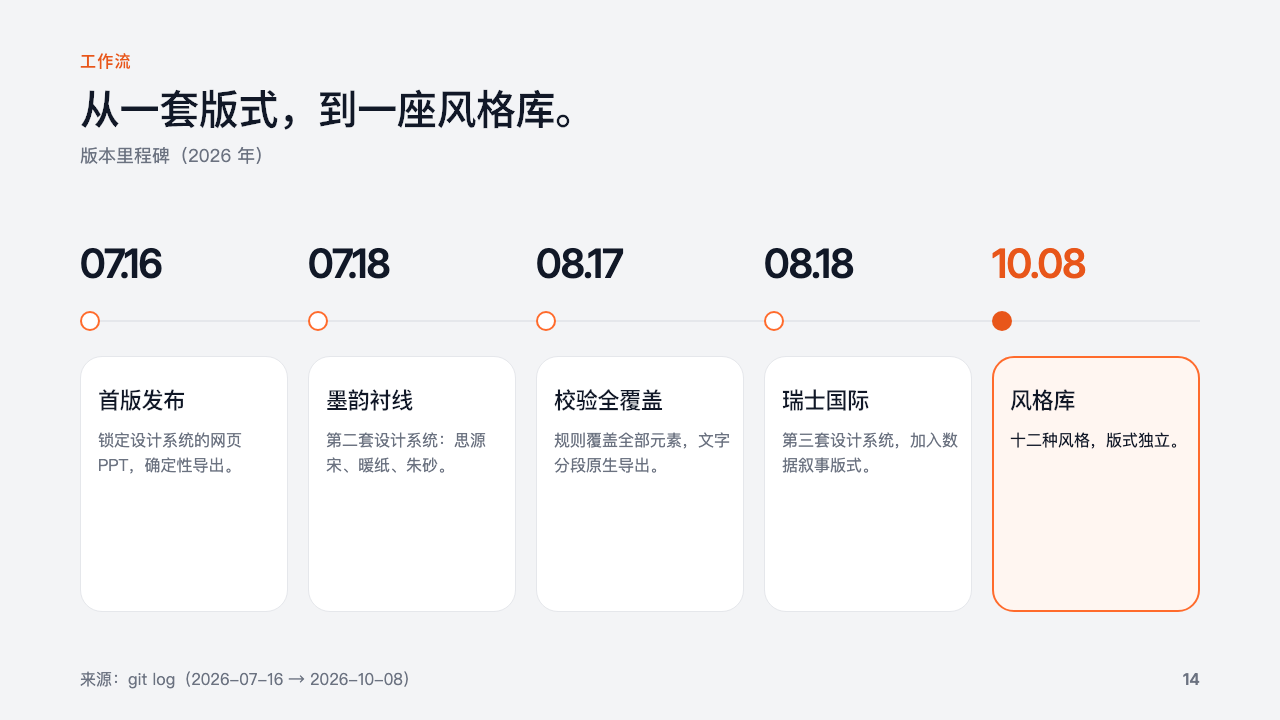 工作流
从一套版式，到一座风格库。
版本里程碑（2026 年）
07.16
07.18
08.17
08.18
10.08
首版发布
锁定设计系统的网页
PPT，确定性导出。
墨韵衬线
第二套设计系统：思源
宋、暖纸、朱砂。
校验全覆盖
规则覆盖全部元素，文字
分段原生导出。
瑞士国际
第三套设计系统，加入数
据叙事版式。
风格库
十二种风格，版式独立。
来源：git log（2026-07-16 → 2026-10-08）
14